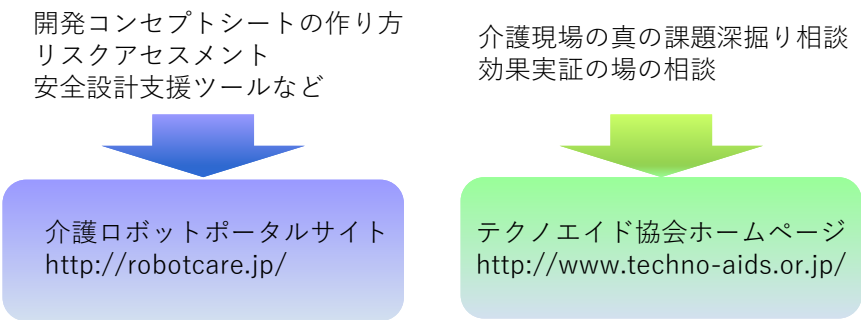 開発コンセプトシートの作り方
リスクアセスメント
安全設計支援ツールなど
介護現場の真の課題深掘り相談
効果実証の場の相談
介護ロボットポータルサイト
http://robotcare.jp/
テクノエイド協会ホームページ
http://www.techno-aids.or.jp/